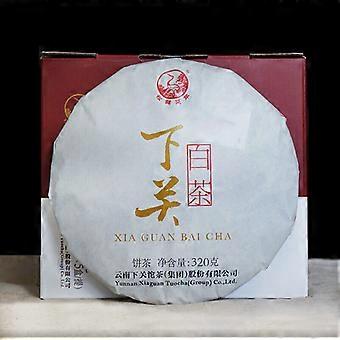 下关
白茶
XIA GUAN BAI CHA
饼茶 净含量:320克
云南下关沱茶(集团)股份有限公司
Yunnan Xiaguan Tuocha(Group) Co.,Ltd.